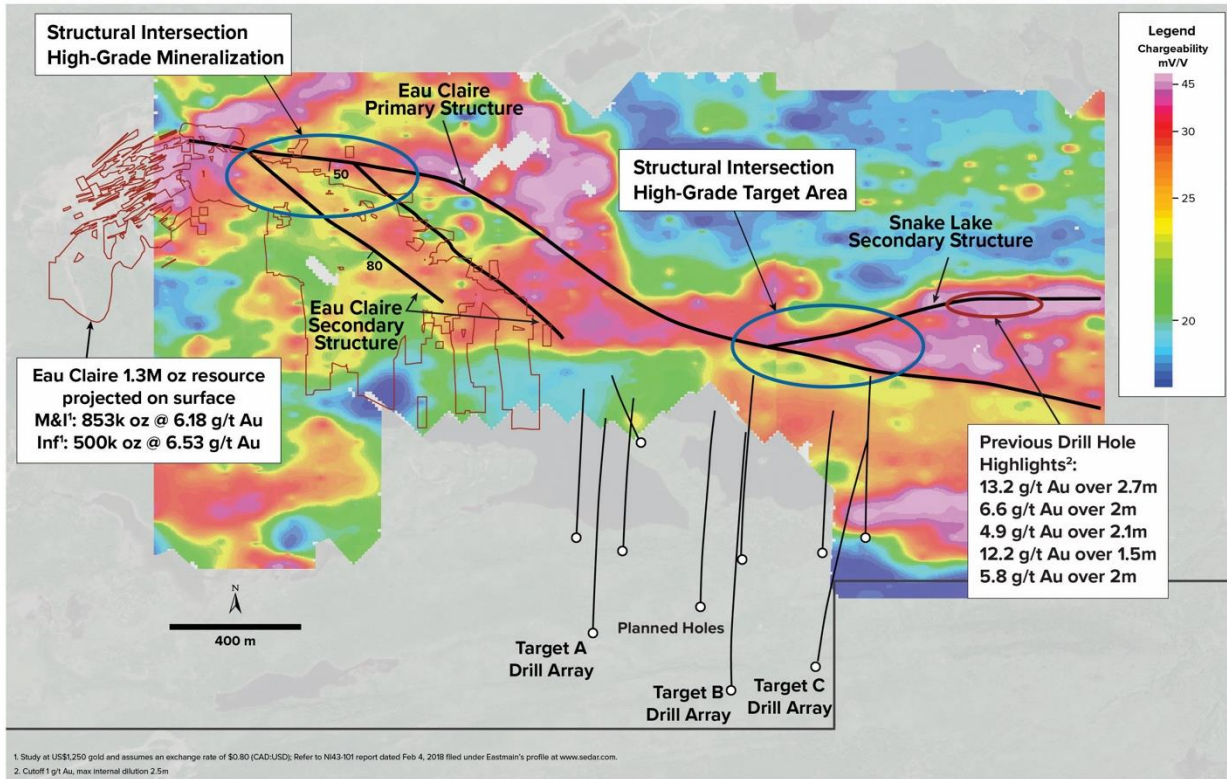 Structural Intersection
High-Grade Mineralization
Eau Claire
Primary Structure
Structural Intersection
High-Grade Target Area
Snake Lake
Secondary Structure
Legend
Chargeability
mV/V
45
30
25
20
1
50
80
Eau Claire
Secondary
Structure
Eau Claire 1.3M oz resource
projected on surface
M&I¹: 853k oz @ 6.18 g/t Au
Inf¹: 500k oz @ 6.53 g/t Au
Previous Drill Hole
Highlights²:
13.2 g/t Au over 2.7m
6.6 g/t Au over 2m
4.9 g/t Au over 2.1m
12.2 g/t Au over 1.5m
5.8 g/t Au over 2m
N
400 m
Planned Holes
Target A
Drill Array
Target B
Drill Array
Target C
Drill Array
1. Study at US$1,250 gold and assumes an exchange rate of $0.80 (CAD:USD); Refer to NI43-101 report dated Feb 4, 2018 filed under Eastmain's profile at www.sedar.com.
2. Cutoff 1 g/t Au, max internal dilution 2.5m